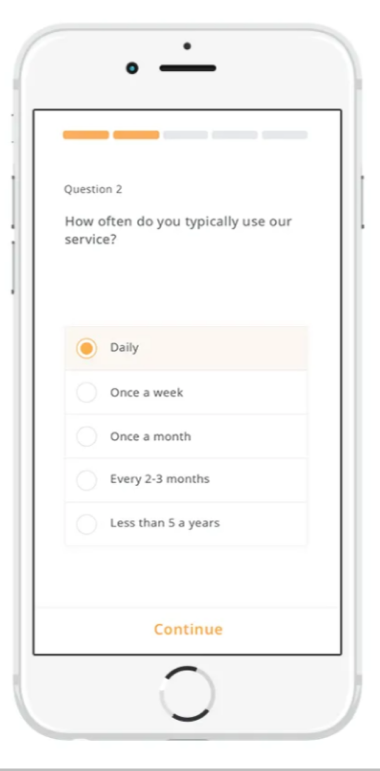 Question 2
How often do you typically use our
service?
Daily
Once a week
Once a month
Every 2-3 months
Less than 5 a years
Continue